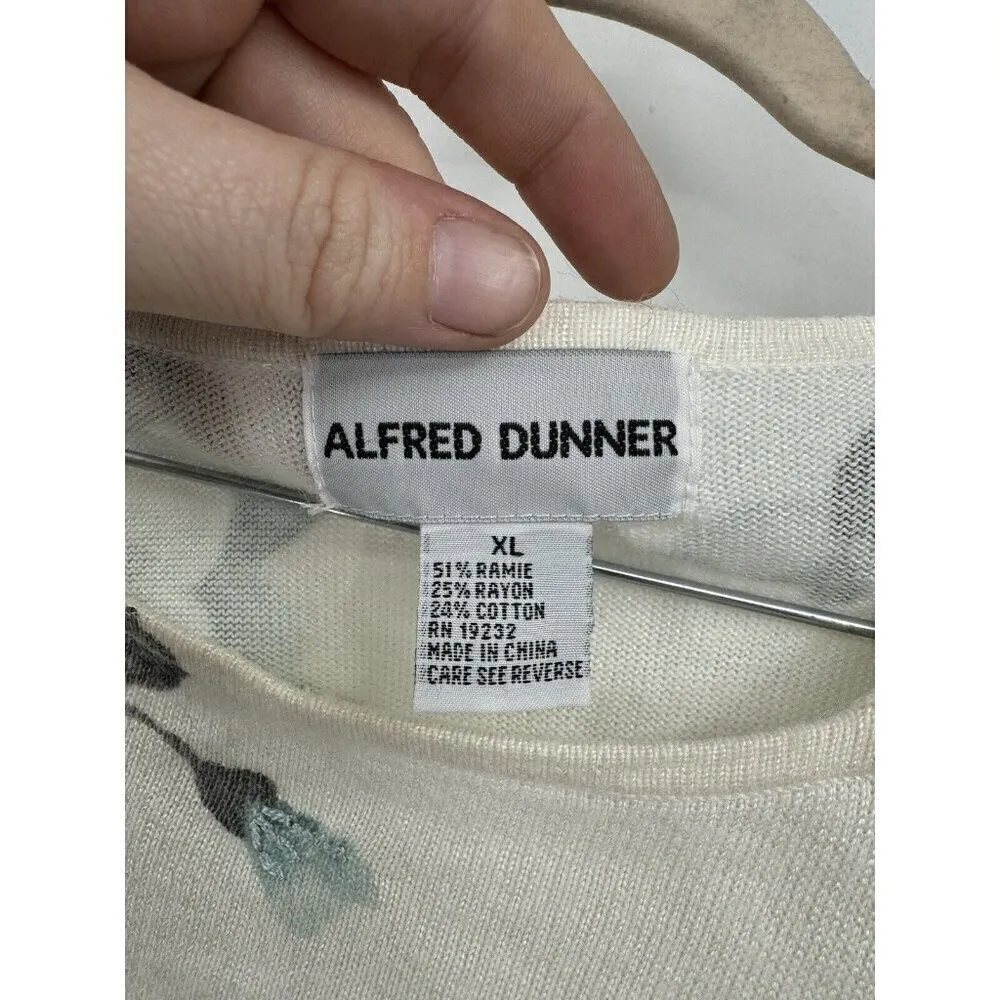 ALFRED DUNNER
XL
51% RAMIE
25% RAYON
24% COTTON
RN 19232
MADE IN CHINA
CARE SEE REVERSE